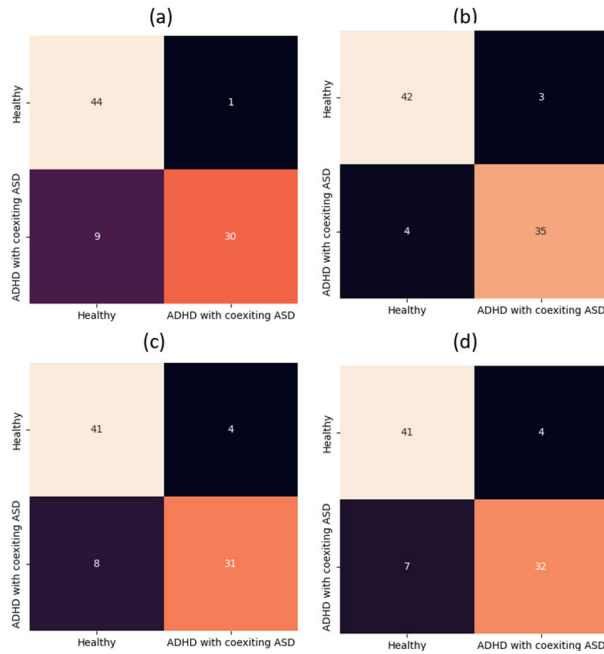 (a)
Healthy
ADHD with coexiting ASD
44
1
9
30
Healthy
ADHD with coexiting ASD
(b)
Healthy
ADHD with coexiting ASD
42
3
4
35
Healthy
ADHD with coexiting ASD
(c)
Healthy
ADHD with coexiting ASD
41
4
8
31
Healthy
ADHD with coexiting ASD
(d)
Healthy
ADHD with coexiting ASD
41
4
7
32
Healthy
ADHD with coexiting ASD